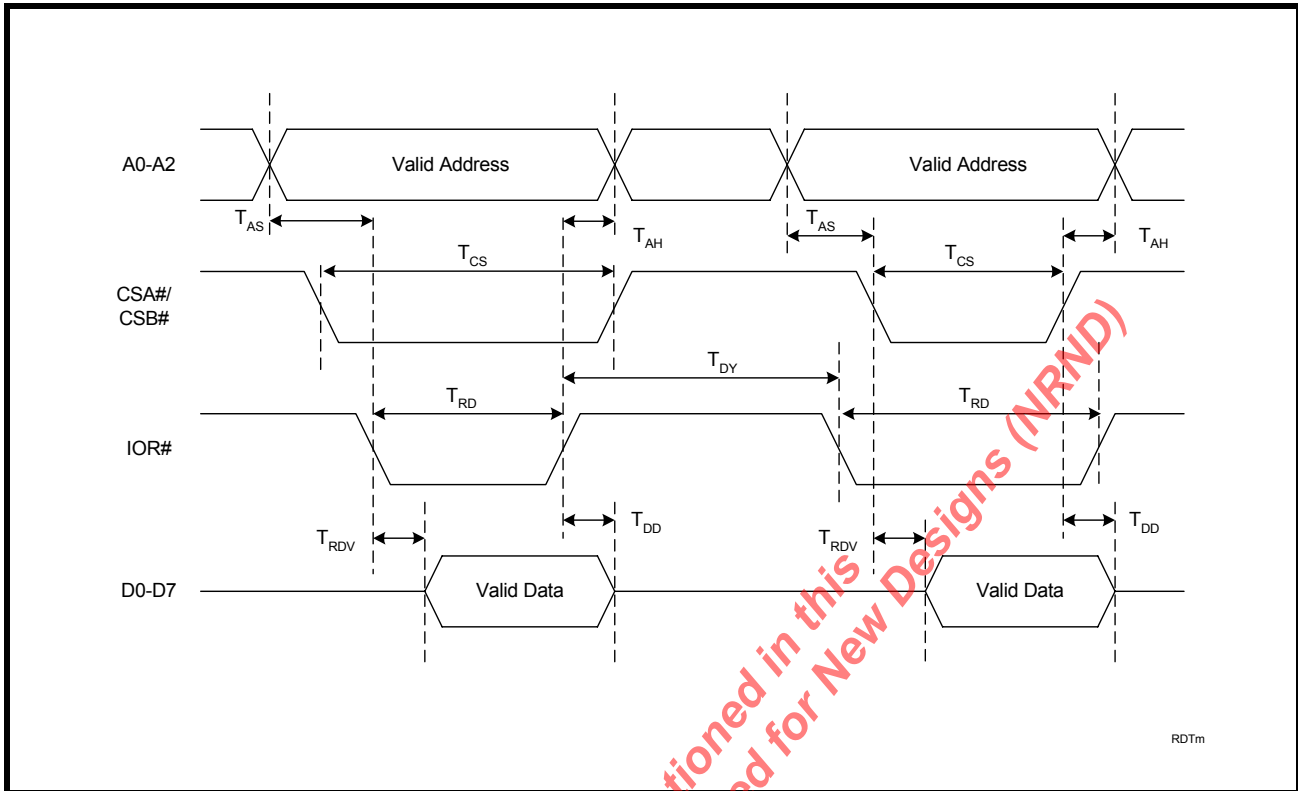 A0-A2
Valid Address
Valid Address
TAS
TAH
TAS
TAH
TCS
TCS
CSA#/
CSB#
TDY
TRD
TRD
IOR#
TRDV
TDD
TRDV
TDD
D0-D7
Valid Data
Valid Data
tioned in this
ed for New Designs (NRND)
RDTm